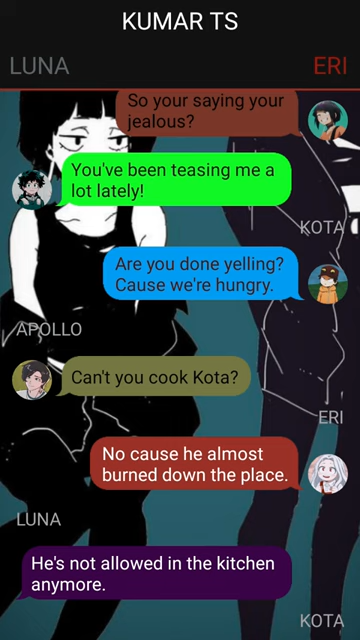 KUMAR TS
LUNA
ERI
So your saying your
jealous?
You've been teasing me a
lot lately!
KOTA
Are you done yelling?
Cause we're hungry.
APOLLO
Can't you cook Kota?
ERI
No cause he almost
burned down the place.
LUNA
He's not allowed in the kitchen
anymore.
KOTA